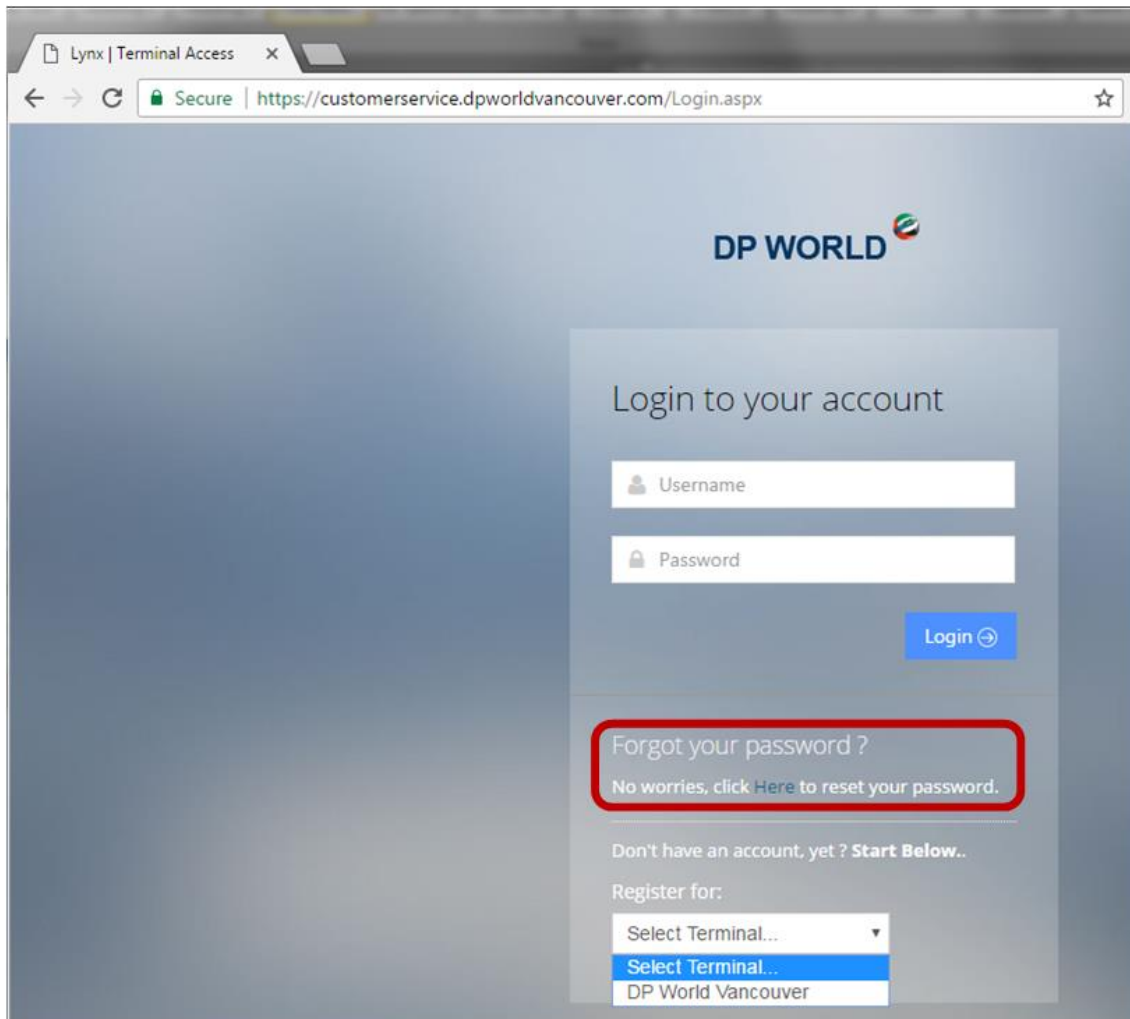 Lynx | Terminal Access
Secure | https://customerservice.dpworldvancouver.com/Login.aspx
DP WORLD
Login to your account
Username
Password
Login
Forgot your password ?
No worries, click Here to reset your password.
Don't have an account, yet ? Start Below..
Register for:
Select Terminal...
Select Terminal...
DP World Vancouver